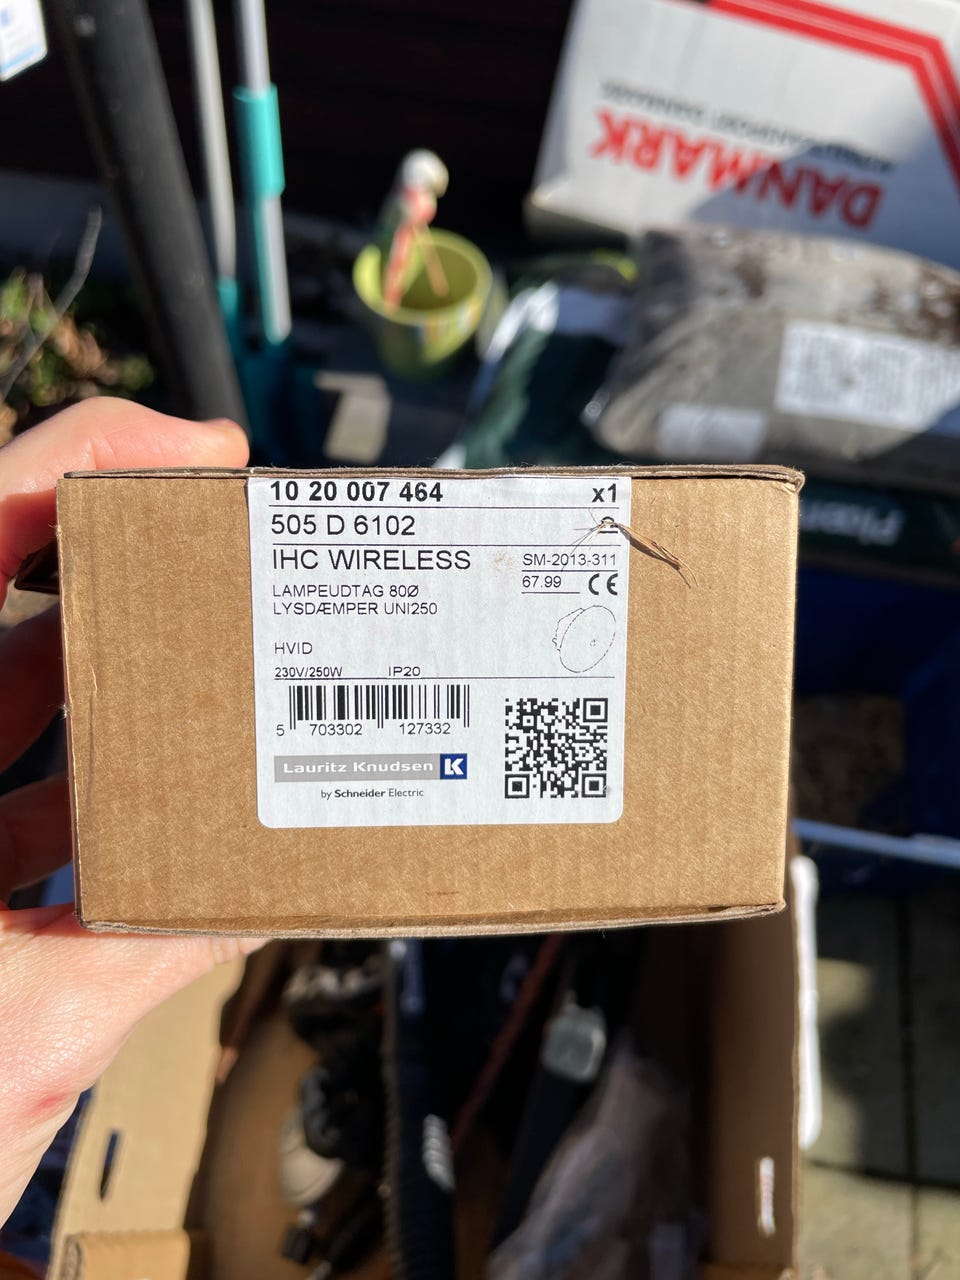 DANMARK
10 20 007 464 x1
505 D 6102
IHC WIRELESS
SM-2013-311
67.99 CE
LAMPEUDTAG 80Ø
LYSDÆMPER UNI250
HVID
230V/250W IP20
5 703302 127332
Lauritz Knudsen K
by Schneider Electric